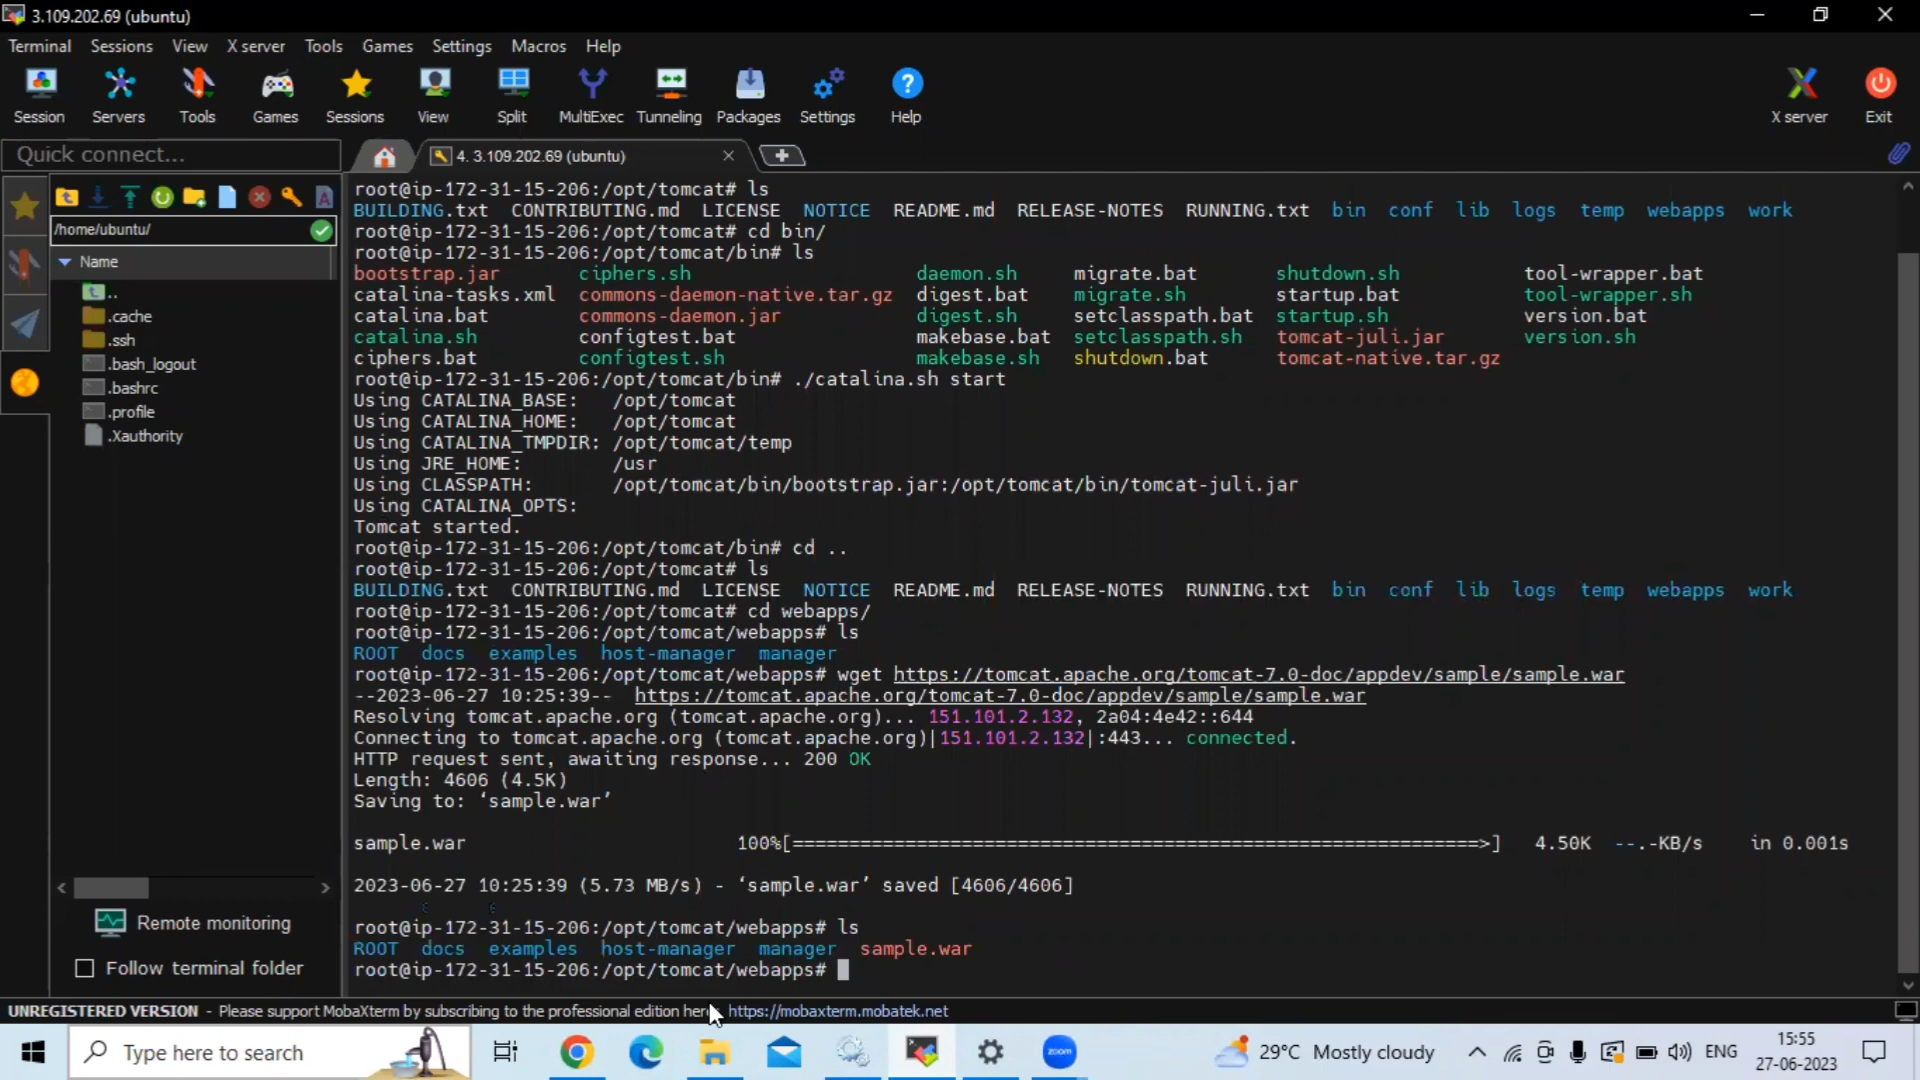 3.109.202.69 (ubuntu)
Terminal Sessions View X server Tools Games Settings Macros Help
Session Servers Tools Games Sessions View Split MultiExec Tunneling Packages Settings Help X server Exit
Quick connect...
4. 3.109.202.69 (ubuntu)
/home/ubuntu/
Name
..
.cache
.ssh
.bash_logout
.bashrc
.profile
.Xauthority
Remote monitoring
Follow terminal folder
root@ip-172-31-15-206:/opt/tomcat# ls
BUILDING.txt CONTRIBUTING.md LICENSE NOTICE README.md RELEASE-NOTES RUNNING.txt bin conf lib logs temp webapps work
root@ip-172-31-15-206:/opt/tomcat# cd bin/
root@ip-172-31-15-206:/opt/tomcat/bin# ls
bootstrap.jar ciphers.sh daemon.sh migrate.bat shutdown.sh tool-wrapper.bat
catalina-tasks.xml commons-daemon-native.tar.gz digest.bat migrate.sh startup.bat tool-wrapper.sh
catalina.bat commons-daemon.jar digest.sh setclasspath.bat startup.sh version.bat
catalina.sh configtest.bat makebase.bat setclasspath.sh tomcat-juli.jar version.sh
ciphers.bat configtest.sh makebase.sh shutdown.bat tomcat-native.tar.gz
root@ip-172-31-15-206:/opt/tomcat/bin# ./catalina.sh start
Using CATALINA_BASE: /opt/tomcat
Using CATALINA_HOME: /opt/tomcat
Using CATALINA_TMPDIR: /opt/tomcat/temp
Using JRE_HOME: /usr
Using CLASSPATH: /opt/tomcat/bin/bootstrap.jar:/opt/tomcat/bin/tomcat-juli.jar
Using CATALINA_OPTS:
Tomcat started.
root@ip-172-31-15-206:/opt/tomcat/bin# cd ..
root@ip-172-31-15-206:/opt/tomcat# ls
BUILDING.txt CONTRIBUTING.md LICENSE NOTICE README.md RELEASE-NOTES RUNNING.txt bin conf lib logs temp webapps work
root@ip-172-31-15-206:/opt/tomcat# cd webapps/
root@ip-172-31-15-206:/opt/tomcat/webapps# ls
ROOT docs examples host-manager manager
root@ip-172-31-15-206:/opt/tomcat/webapps# wget https://tomcat.apache.org/tomcat-7.0-doc/appdev/sample/sample.war
--2023-06-27 10:25:39-- https://tomcat.apache.org/tomcat-7.0-doc/appdev/sample/sample.war
Resolving tomcat.apache.org (tomcat.apache.org)... 151.101.2.132, 2a04:4e42::644
Connecting to tomcat.apache.org (tomcat.apache.org)|151.101.2.132|:443... connected.
HTTP request sent, awaiting response... 200 OK
Length: 4606 (4.5K)
Saving to: ‘sample.war’
sample.war 100%[=============================================================>] 4.50K --.-KB/s in 0.001s
2023-06-27 10:25:39 (5.73 MB/s) - ‘sample.war’ saved [4606/4606]
root@ip-172-31-15-206:/opt/tomcat/webapps# ls
ROOT docs examples host-manager manager sample.war
root@ip-172-31-15-206:/opt/tomcat/webapps#
UNREGISTERED VERSION - Please support MobaXterm by subscribing to the professional edition here: https://mobaxterm.mobatek.net
Type here to search
zoom
29°C Mostly cloudy
ENG
15:55
27-06-2023